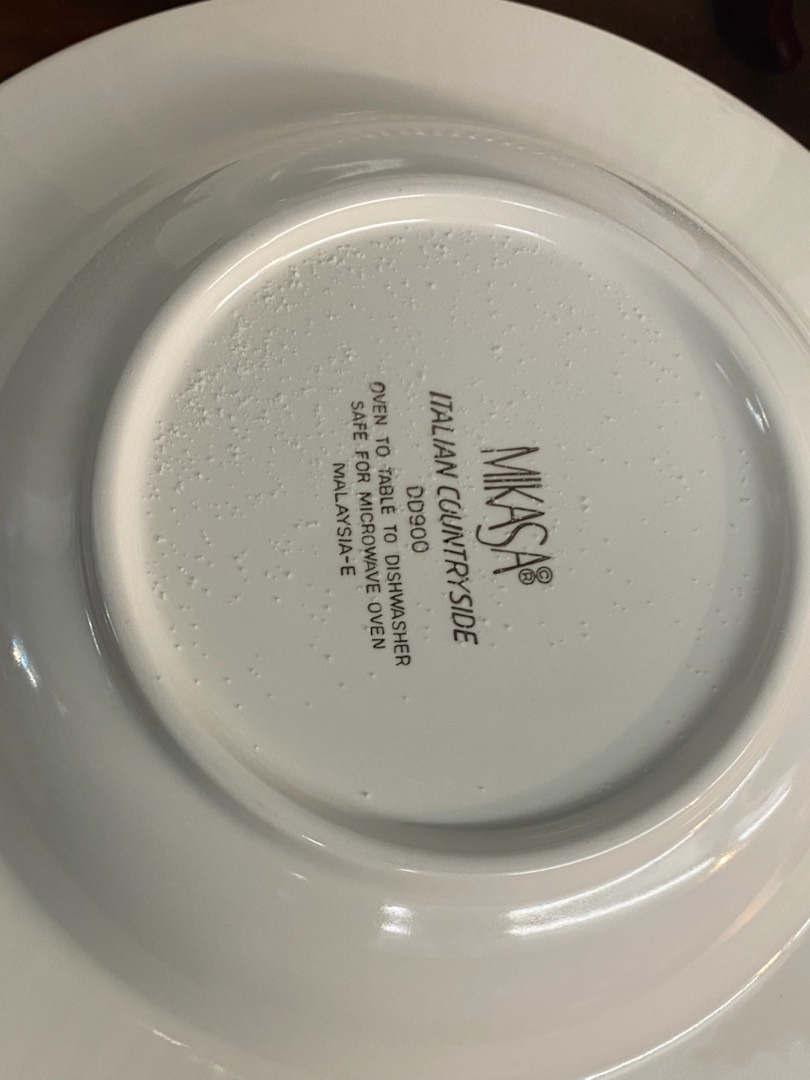 MIKASA©®
ITALIAN COUNTRYSIDE
DD900
OVEN TO TABLE TO DISHWASHER
SAFE FOR MICROWAVE OVEN
MALAYSIA-E